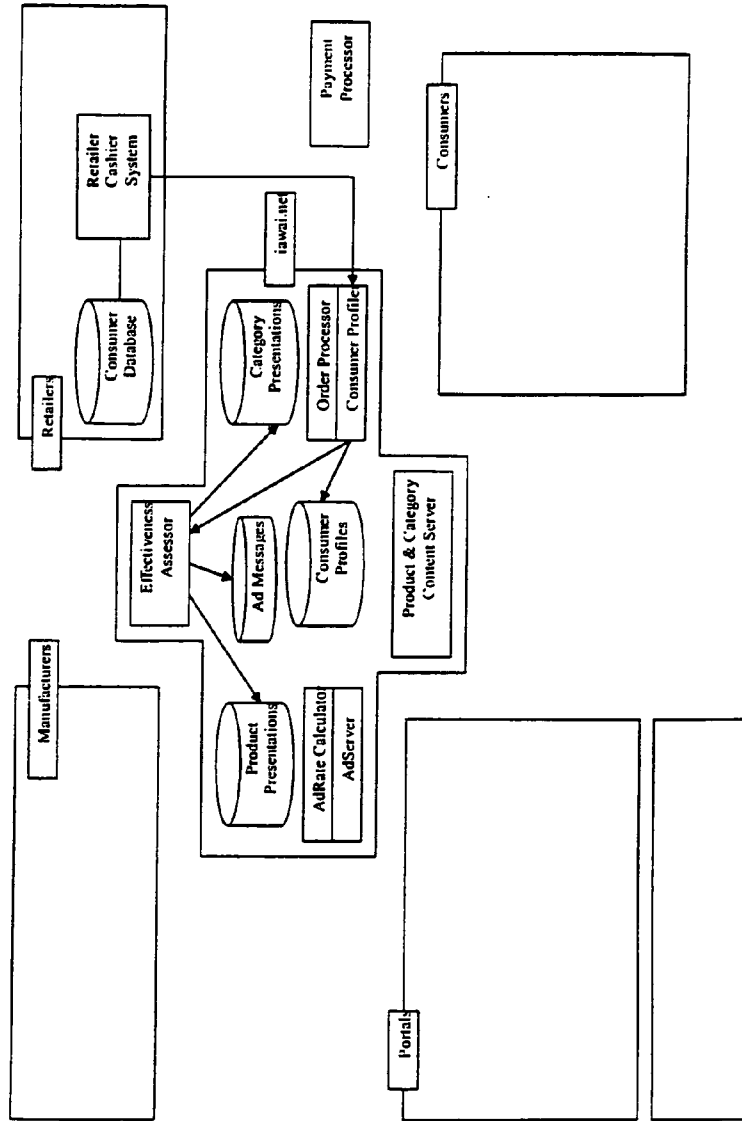 Manufacturers
Retailers
Consumer
Database
Retailer
Cashier
System
Effectiveness
Assessor
Product
Presentations
Ad Messages
Category
Presentations
iawai.net
Consumer
Profiles
AdRate Calculator
AdServer
Order Processor
Consumer Profiler
Payment
Processor
Product & Category
Content Server
Portals
Consumers